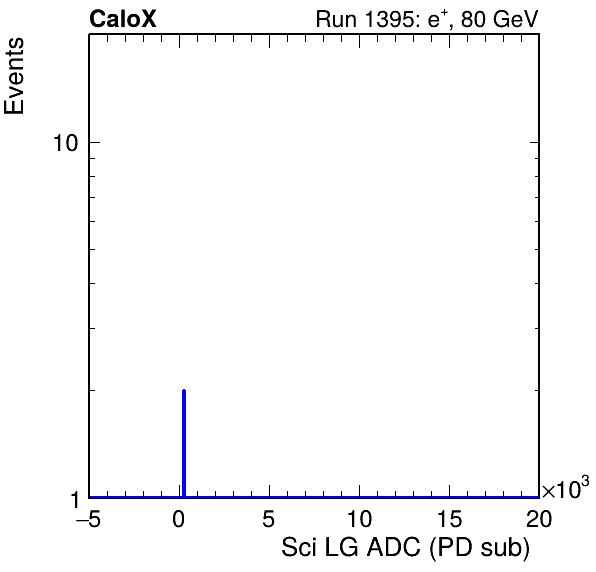 CaloX Run 1395: e⁺, 80 GeV
Events
10
1
−5 0 5 10 15 20
×10³
Sci LG ADC (PD sub)